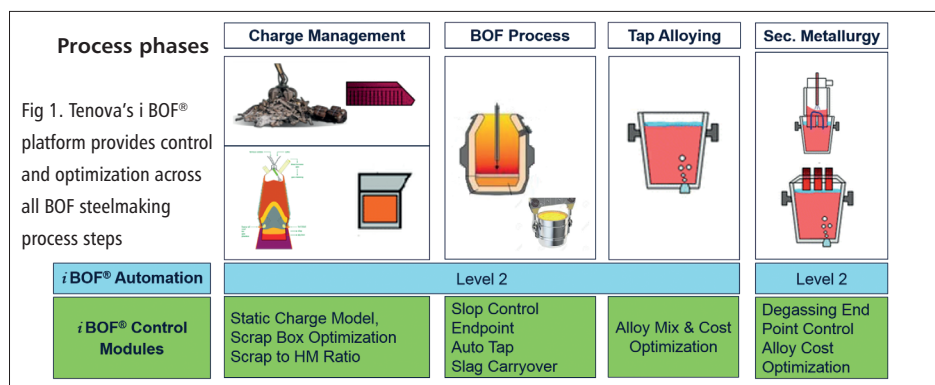 Process phases
Charge Management
BOF Process
Tap Alloying
Sec. Metallurgy
Fig 1. Tenova's i BOF®
platform provides control
and optimization across
all BOF steelmaking
process steps
i BOF® Automation
Level 2
Level 2
i BOF® Control
Modules
Static Charge Model,
Scrap Box Optimization
Scrap to HM Ratio
Slop Control
Endpoint
Auto Tap
Slag Carryover
Alloy Mix & Cost
Optimization
Degassing End
Point Control
Alloy Cost
Optimization